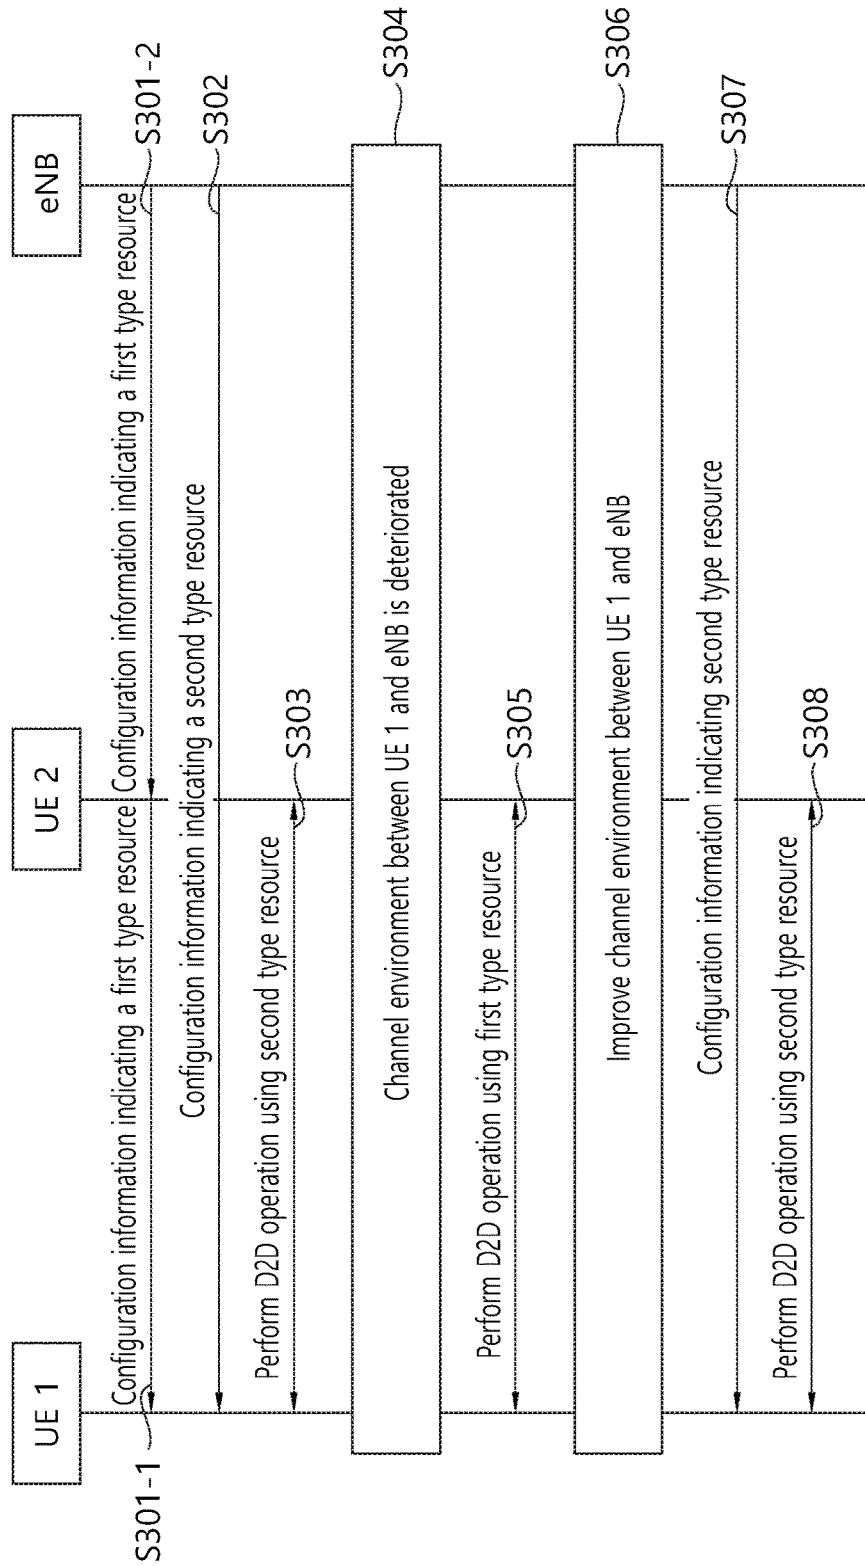 UE 1
UE 2
eNB
S301-1
Configuration information indicating a first type resource
Configuration information indicating a first type resource
S301-2
Configuration information indicating a second type resource
S302
Perform D2D operation using second type resource
S303
Channel environment between UE 1 and eNB is deteriorated
S304
Perform D2D operation using first type resource
S305
Improve channel environment between UE 1 and eNB
S306
Configuration information indicating second type resource
S307
Perform D2D operation using second type resource
S308